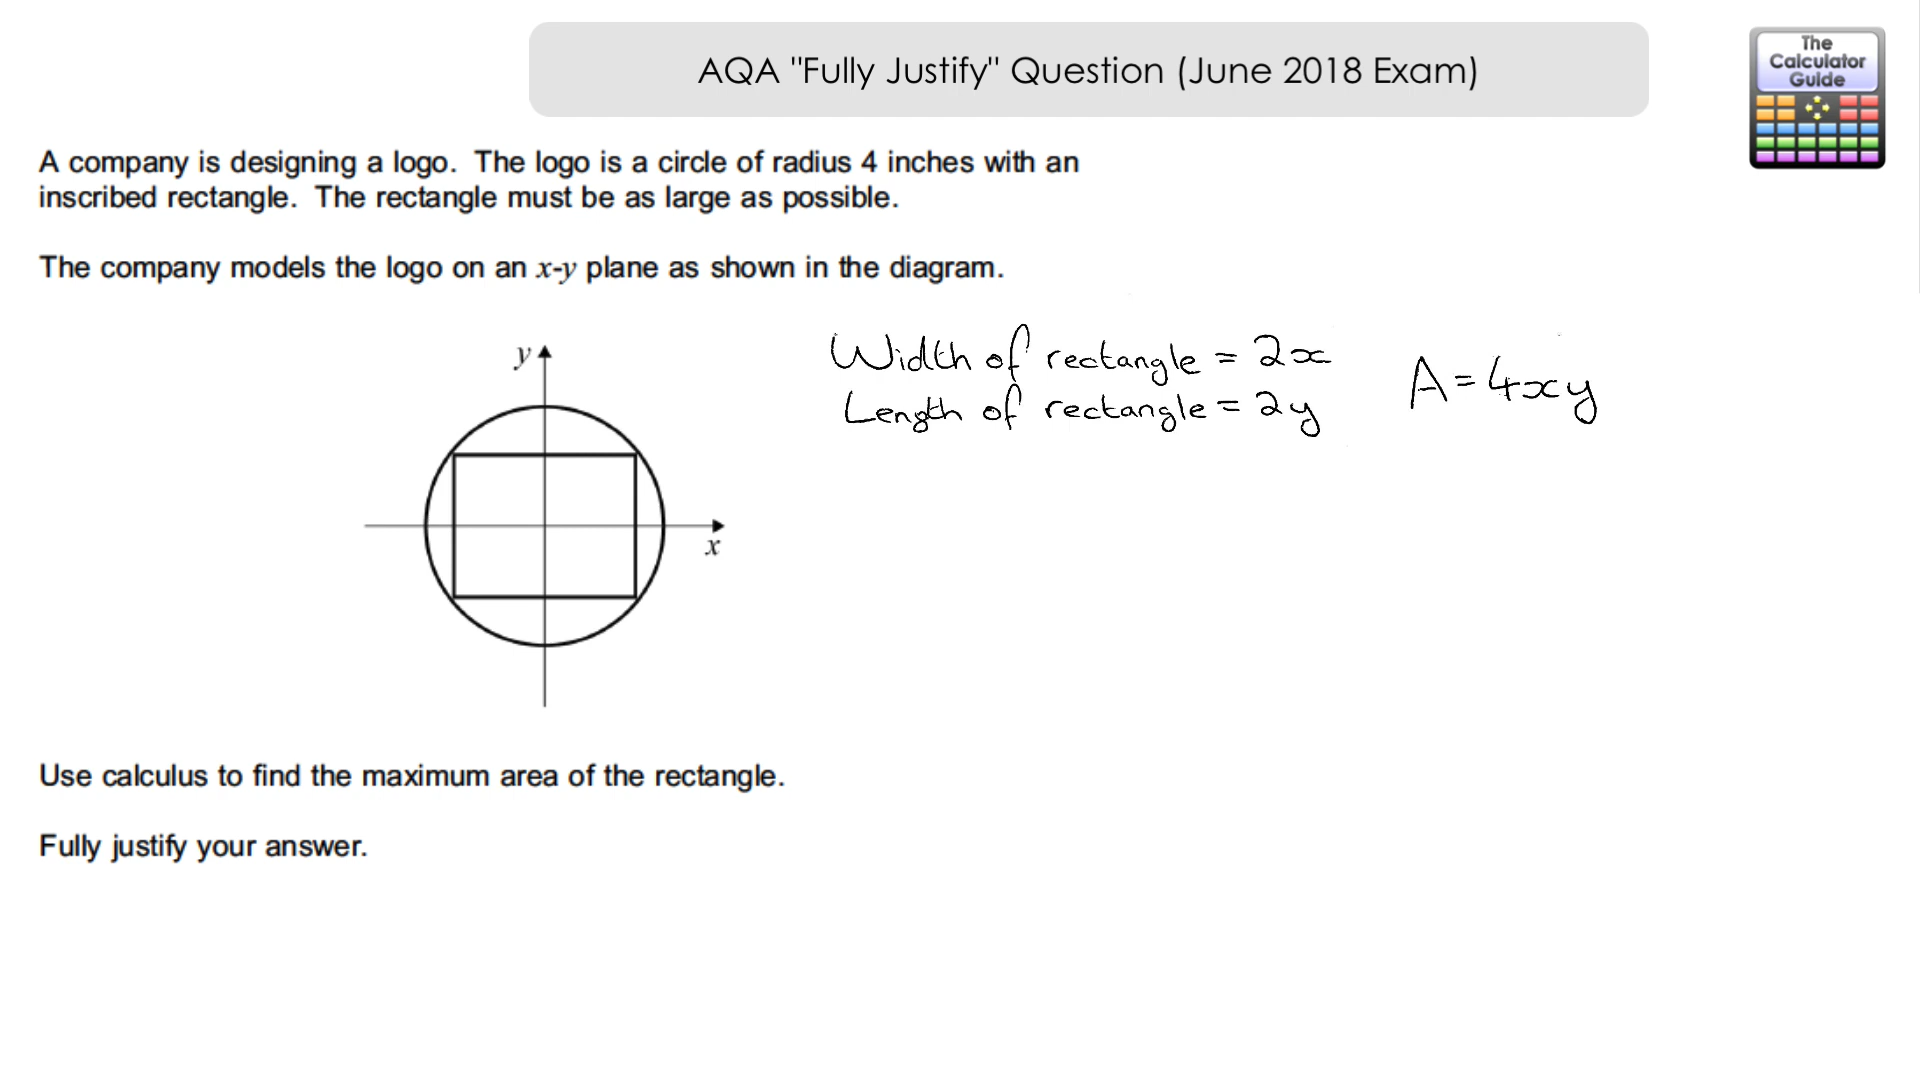 AQA "Fully Justify" Question (June 2018 Exam)
The
Calculator
Guide
A company is designing a logo. The logo is a circle of radius 4 inches with an
inscribed rectangle. The rectangle must be as large as possible.
The company models the logo on an x-y plane as shown in the diagram.
Width of rectangle = 2x
Length of rectangle = 2y
A = 4xy
y
x
Use calculus to find the maximum area of the rectangle.
Fully justify your answer.